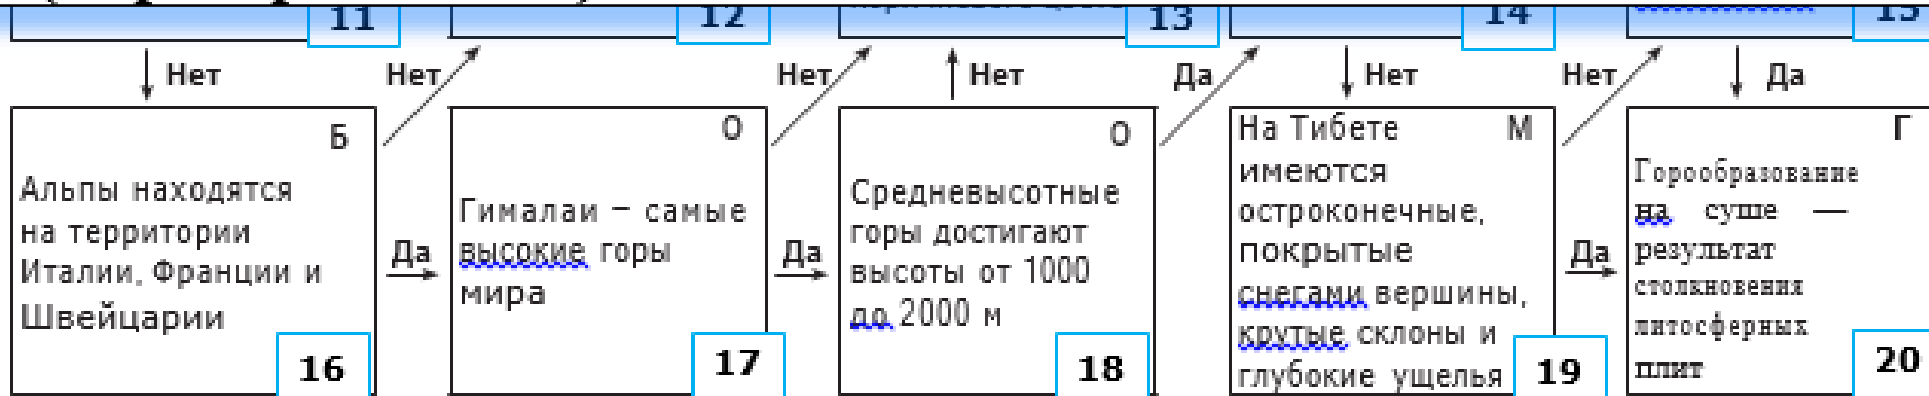 11
12
13
14
15
Нет
Нет
Нет
Нет
Да
Нет
Нет
Да
Б
Альпы находятся
на территории
Италии, Франции и
Швейцарии
16
Да
О
Гималаи – самые
высокие горы
мира
17
Да
О
Средневысотные
горы достигают
высоты от 1000
до 2000 м
18
На Тибете М
имеются
остроконечные,
покрытые
снегами вершины,
крутые склоны и
глубокие ущелья
19
Да
Г
Горообразование
на суше —
результат
столкновения
литосферных
плит
20